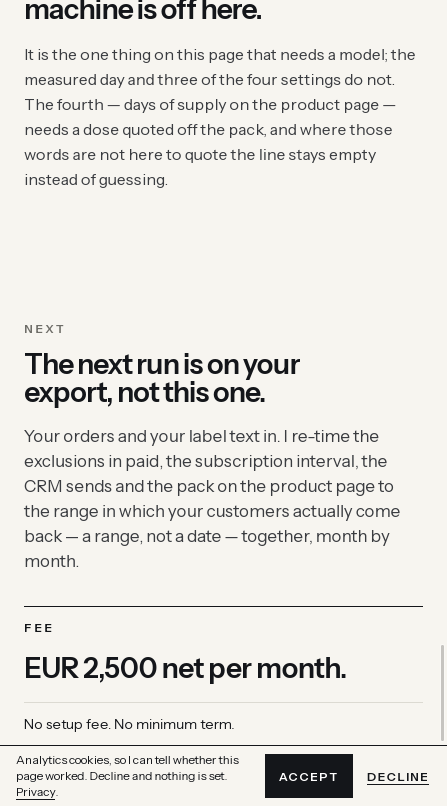 machine is off here.
It is the one thing on this page that needs a model; the
measured day and three of the four settings do not.
The fourth — days of supply on the product page —
needs a dose quoted off the pack, and where those
words are not here to quote the line stays empty
instead of guessing.
NEXT
The next run is on your
export, not this one.
Your orders and your label text in. I re-time the
exclusions in paid, the subscription interval, the
CRM sends and the pack on the product page to
the range in which your customers actually come
back — a range, not a date — together, month by
month.
FEE
EUR 2,500 net per month.
No setup fee. No minimum term.
Analytics cookies, so I can tell whether this
page worked. Decline and nothing is set.
Privacy.
ACCEPT
DECLINE